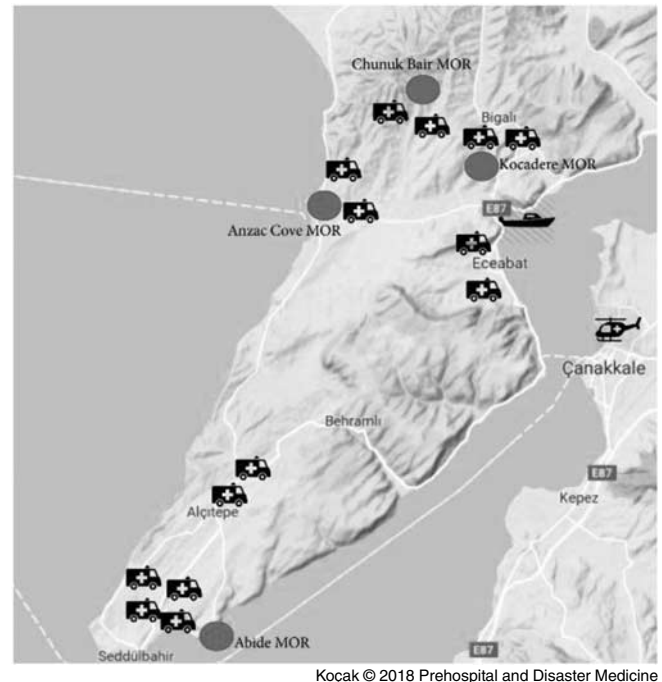 Chunuk Bair MOR
Bigalı
Kocadere MOR
E87
Anzac Cove MOR
Eceabat
Çanakkale
Behramlı
E87
Kepez
Alçıtepe
Abide MOR
E87
Seddülbahir
Kocak © 2018 Prehospital and Disaster Medicine